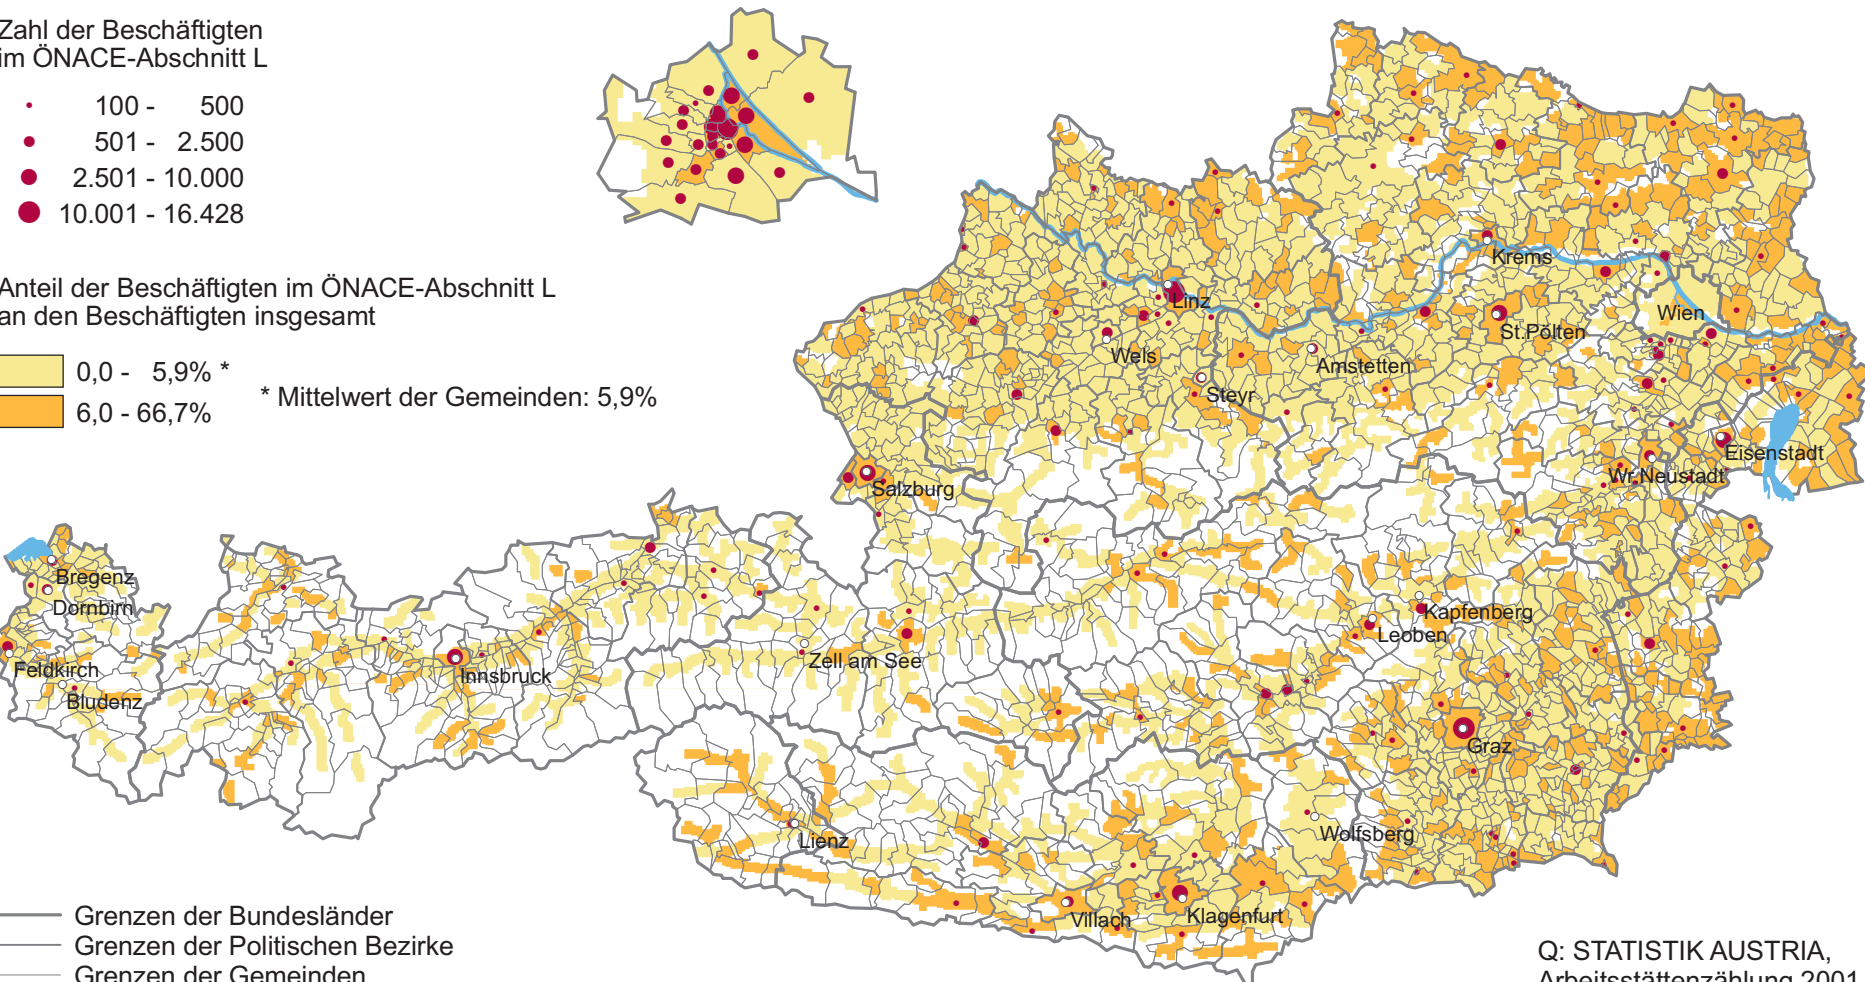 Zahl der Beschäftigten
im ÖNACE-Abschnitt L
100 - 500
501 - 2.500
2.501 - 10.000
10.001 - 16.428
Anteil der Beschäftigten im ÖNACE-Abschnitt L
an den Beschäftigten insgesamt
0,0 - 5,9% *
* Mittelwert der Gemeinden: 5,9%
6,0 - 66,7%
Krems
Linz
Wien
St.Pölten
Wels
Amstetten
Steyr
Eisenstadt
Wr.Neustadt
Salzburg
Bregenz
Dornbirn
Kapfenberg
Leoben
Zell am See
Feldkirch
Innsbruck
Bludenz
Graz
Wolfsberg
Lienz
Villach
Klagenfurt
Grenzen der Bundesländer
Grenzen der Politischen Bezirke
Grenzen der Gemeinden
Q: STATISTIK AUSTRIA,
Arbeitsstättenzählung 2001